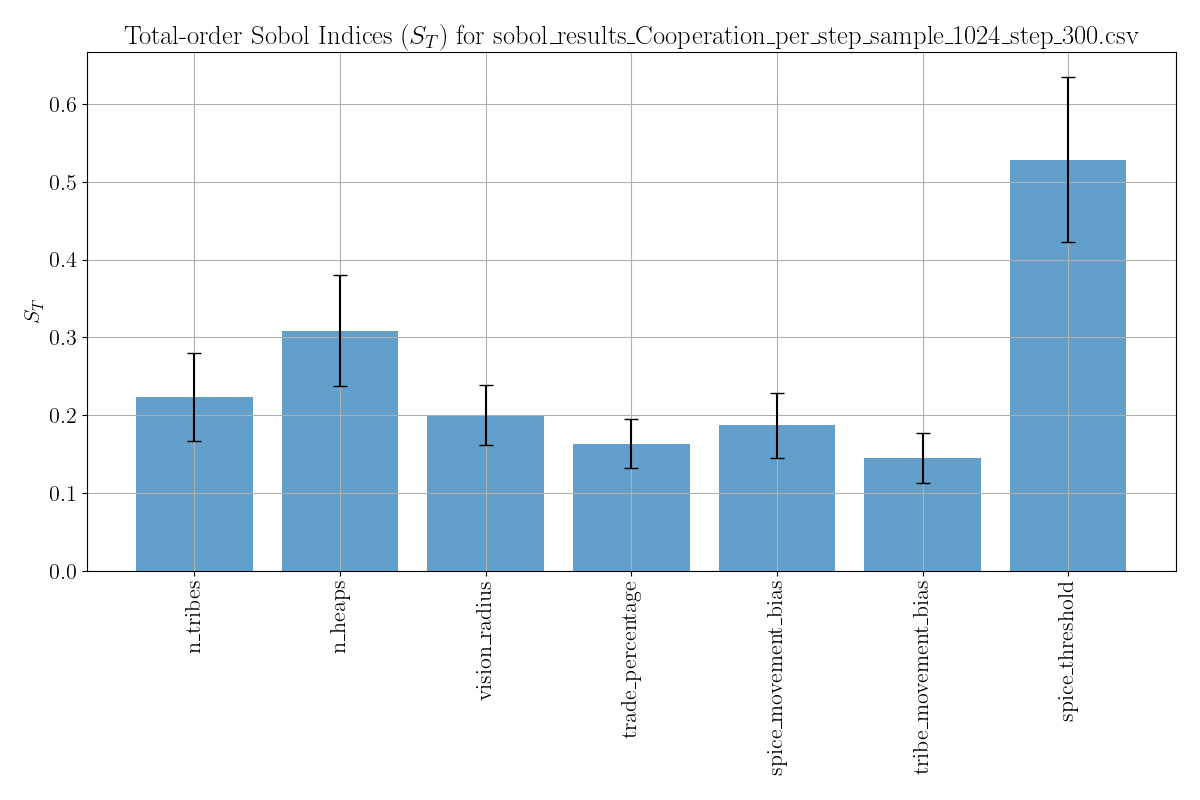 Total-order Sobol Indices (S_T) for sobol_results_Cooperation_per_step_sample_1024_step_300.csv
S_T
0.6
0.5
0.4
0.3
0.2
0.1
0.0
n_tribes
n_heaps
vision_radius
trade_percentage
spice_movement_bias
tribe_movement_bias
spice_threshold